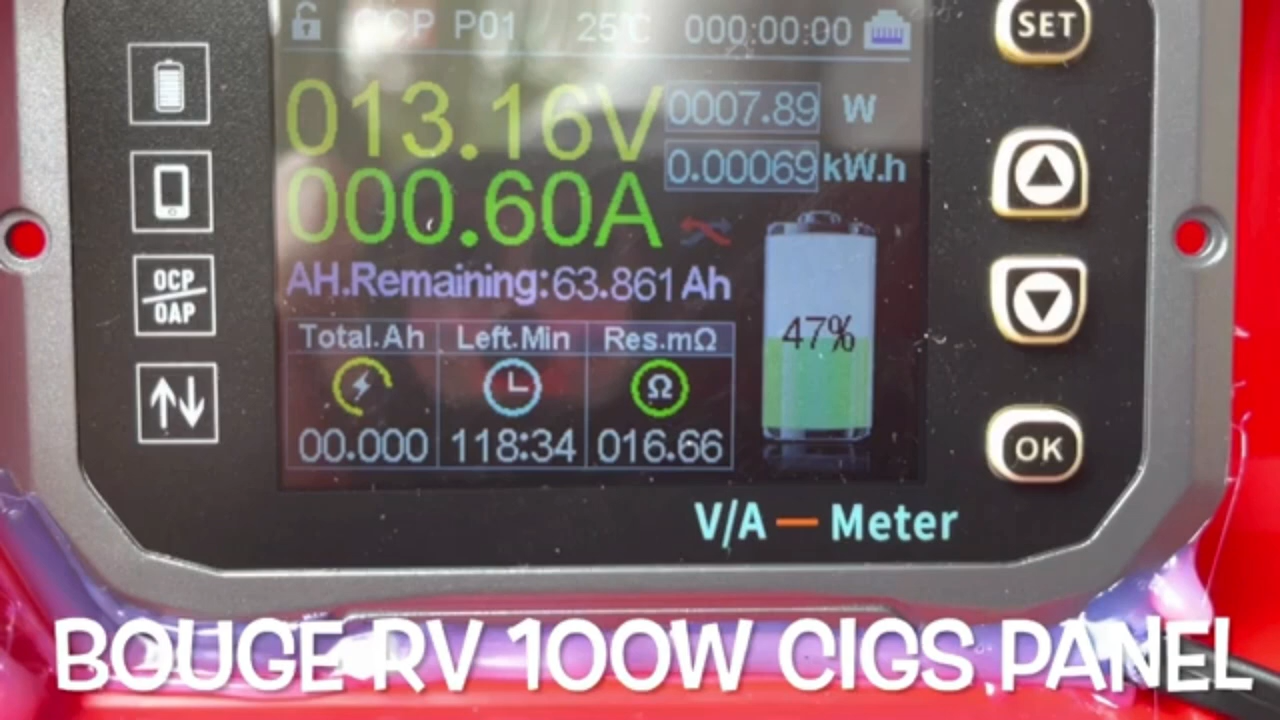 OCP P01 25℃ 000:00:00
SET
013.16V 0007.89 W
0.00069 kW.h
000.60A
OCP
OAP
AH.Remaining:63.861Ah
47%
Total.Ah Left.Min Res.mΩ
Ω
00.000 118:34 016.66
OK
V/A — Meter
BOUGE RV 100W CIGS PANEL